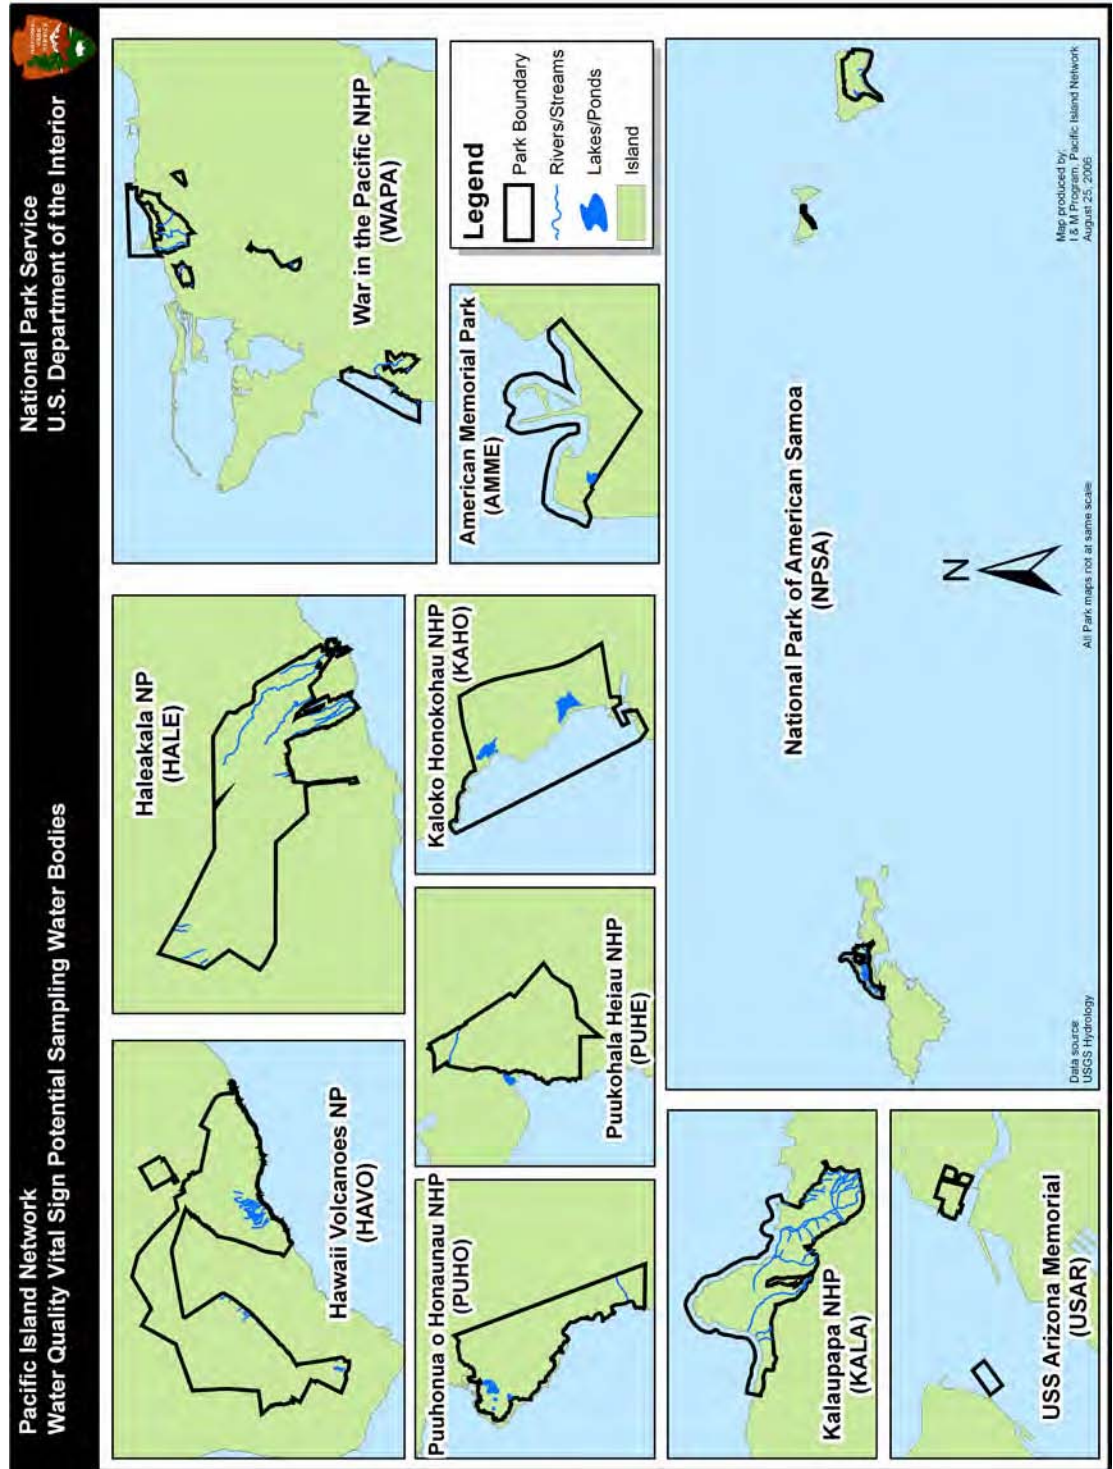 Pacific Island Network
Water Quality Vital Sign Potential Sampling Water Bodies
National Park Service
U.S. Department of the Interior
Hawaii Volcanoes NP
(HAVO)
Haleakala NP
(HALE)
War in the Pacific NHP
(WAPA)
Puuhonua o Honaunau NHP
(PUHO)
Puukohala Heiau NHP
(PUHE)
Kaloko Honokohau NHP
(KAHO)
American Memorial Park
(AMME)
Legend
Park Boundary
Rivers/Streams
Lakes/Ponds
Island
Kalaupapa NHP
(KALA)
USS Arizona Memorial
(USAR)
National Park of American Samoa
(NPSA)
N
Data source:
USGS Hydrology
All Park maps not at same scale
Map produced by:
I & M Program, Pacific Island Network
August 25, 2006